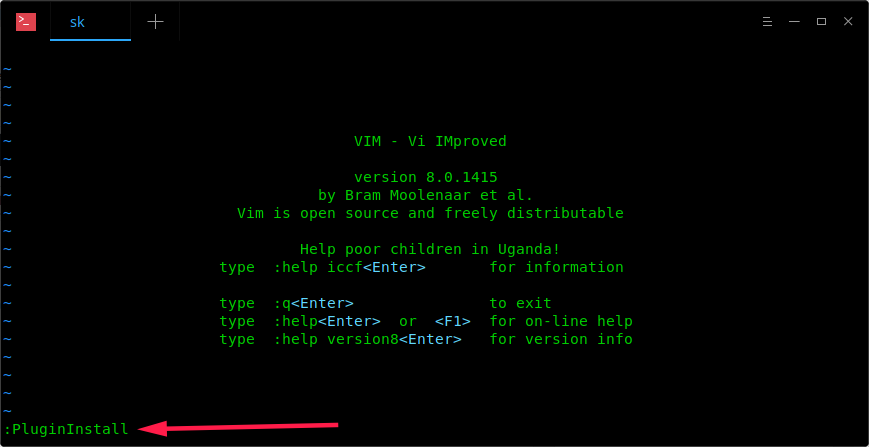 sk
~
~
~
~
~ VIM - Vi IMproved
~
~ version 8.0.1415
~ by Bram Moolenaar et al.
~ Vim is open source and freely distributable
~
~ Help poor children in Uganda!
~ type :help iccf<Enter> for information
~
~ type :q<Enter> to exit
~ type :help<Enter> or <F1> for on-line help
~ type :help version8<Enter> for version info
~
~
~
~
:PluginInstall